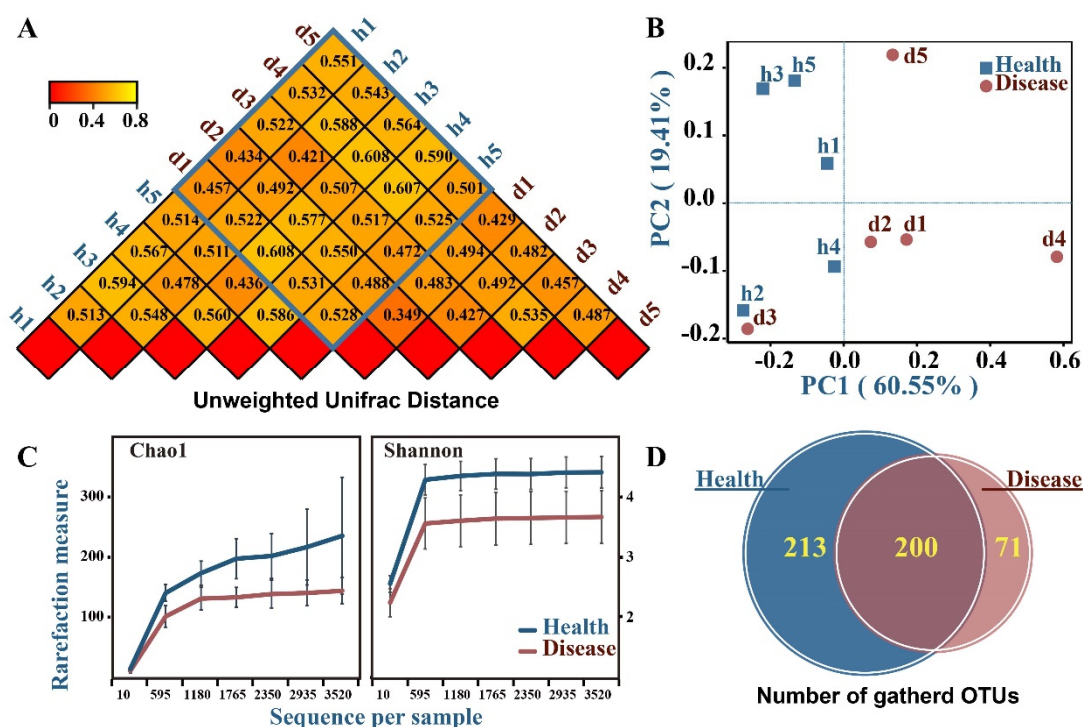 A
0 0.4 0.8
d5 h1
d4 0.551 h2
d3 0.532 0.543 h3
d2 0.522 0.588 0.564 h4
d1 0.434 0.421 0.608 0.590 h5
h5 0.457 0.492 0.507 0.607 0.501 d1
h4 0.514 0.522 0.577 0.517 0.525 0.429 d2
h3 0.567 0.511 0.608 0.550 0.472 0.494 0.482 d3
h2 0.594 0.478 0.436 0.531 0.488 0.483 0.492 0.457 d4
h1 0.513 0.548 0.560 0.586 0.528 0.349 0.427 0.535 0.487 d5
Unweighted Unifrac Distance
B
PC2 ( 19.41% )
0.2
0.1
0.0
-0.1
-0.2
h3 h5 d5
Health
Disease
h1
d2 d1
d4
h4
h2
d3
-0.2 0.0 0.2 0.4 0.6
PC1 ( 60.55% )
C
Rarefaction measure
Chao1
300
200
100
Shannon
4
3
2
Health
Disease
10 595 1180 1765 2350 2935 3520
10 595 1180 1765 2350 2935 3520
Sequence per sample
D
Health
Disease
213 200 71
Number of gatherd OTUs